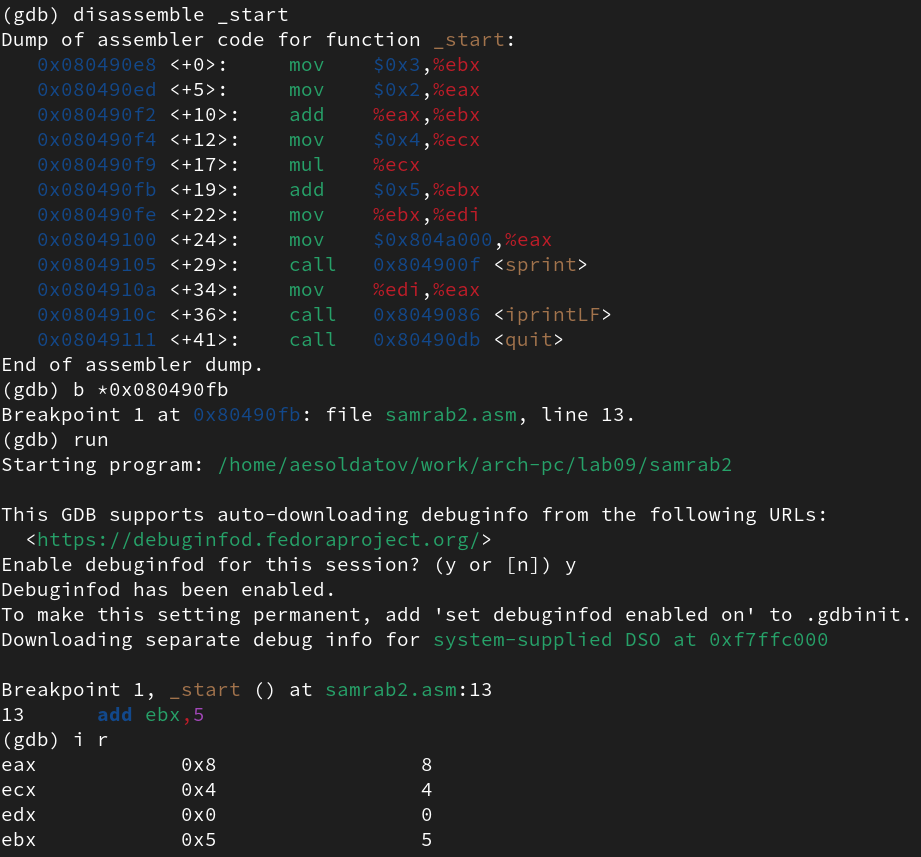 (gdb) disassemble _start
Dump of assembler code for function _start:
   0x080490e8 <+0>:     mov    $0x3,%ebx
   0x080490ed <+5>:     mov    $0x2,%eax
   0x080490f2 <+10>:    add    %eax,%ebx
   0x080490f4 <+12>:    mov    $0x4,%ecx
   0x080490f9 <+17>:    mul    %ecx
   0x080490fb <+19>:    add    $0x5,%ebx
   0x080490fe <+22>:    mov    %ebx,%edi
   0x08049100 <+24>:    mov    $0x804a000,%eax
   0x08049105 <+29>:    call   0x804900f <sprint>
   0x0804910a <+34>:    mov    %edi,%eax
   0x0804910c <+36>:    call   0x8049086 <iprintLF>
   0x08049111 <+41>:    call   0x80490db <quit>
End of assembler dump.
(gdb) b *0x080490fb
Breakpoint 1 at 0x80490fb: file samrab2.asm, line 13.
(gdb) run
Starting program: /home/aesoldatov/work/arch-pc/lab09/samrab2

This GDB supports auto-downloading debuginfo from the following URLs:
  <https://debuginfod.fedoraproject.org/>
Enable debuginfod for this session? (y or [n]) y
Debuginfod has been enabled.
To make this setting permanent, add 'set debuginfod enabled on' to .gdbinit.
Downloading separate debug info for system-supplied DSO at 0xf7ffc000

Breakpoint 1, _start () at samrab2.asm:13
13      add ebx,5
(gdb) i r
eax            0x8                 8
ecx            0x4                 4
edx            0x0                 0
ebx            0x5                 5